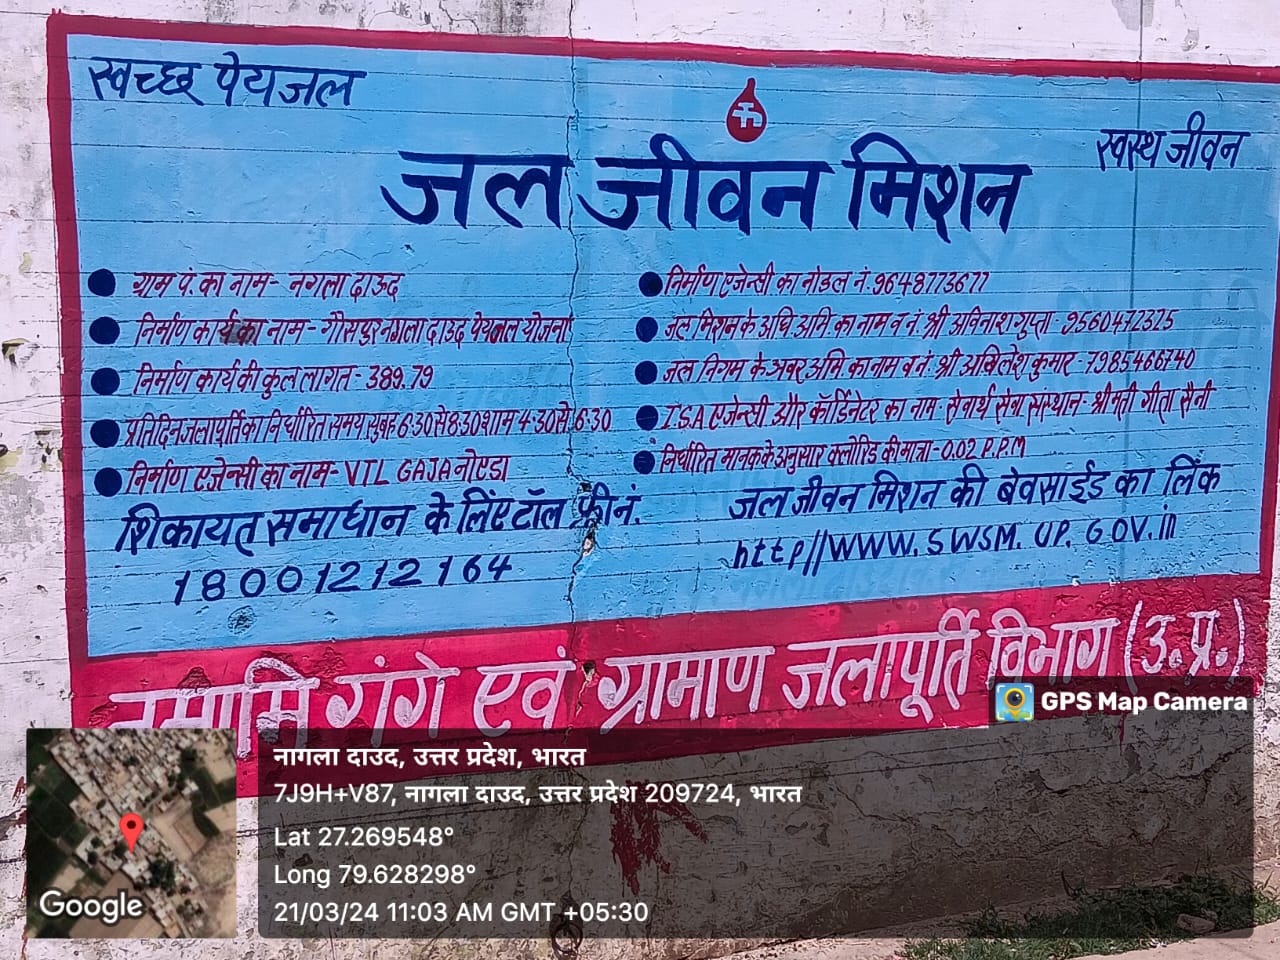 स्वच्छ पेयजल
स्वस्थ जीवन
जल जीवन मिशन
ग्राम पं. का नाम- नगला दाऊद
निर्माण कार्य का नाम- गौसपुर नगला दाउद पेयजल योजना
निर्माण कार्य की कुल लागत- 389.79
प्रतिदिन जलापूर्ति का निर्धारित समय सुबह 6:30 से 8:30 शाम 4:30 से 6:30
निर्माण एजेन्सी का नाम- VTL GAJA नोएडा
निर्माण एजेन्सी का नोडल नं. 9648773677
जल मिशन के अधि अभि. का नाम व नं. श्री अविनाश गुप्ता- 9560472325
जल निगम के अवर अभि. का नाम व नं. श्री अखिलेश कुमार- 7985466740
I.S.A एजेन्सी और कॉर्डिनेटर का नाम- सेवार्थ सेवा संस्थान- श्रीमती गीता सैनी
निर्धारित मानक के अनुसार क्लोरिड की मात्रा- 0.02 P.P.M
शिकायत समाधान के लिंए टॉल फ्री नं.
18001212164
जल जीवन मिशन की बेवसाईड का लिंक
http//WWW.SWSM.UP.GOV.in
नमामि गंगे एवं ग्रामीण जलापूर्ति विभाग (उ.प्र.)
GPS Map Camera
नागला दाउद, उत्तर प्रदेश, भारत
7J9H+V87, नागला दाउद, उत्तर प्रदेश 209724, भारत
Lat 27.269548°
Long 79.628298°
21/03/24 11:03 AM GMT +05:30
Google